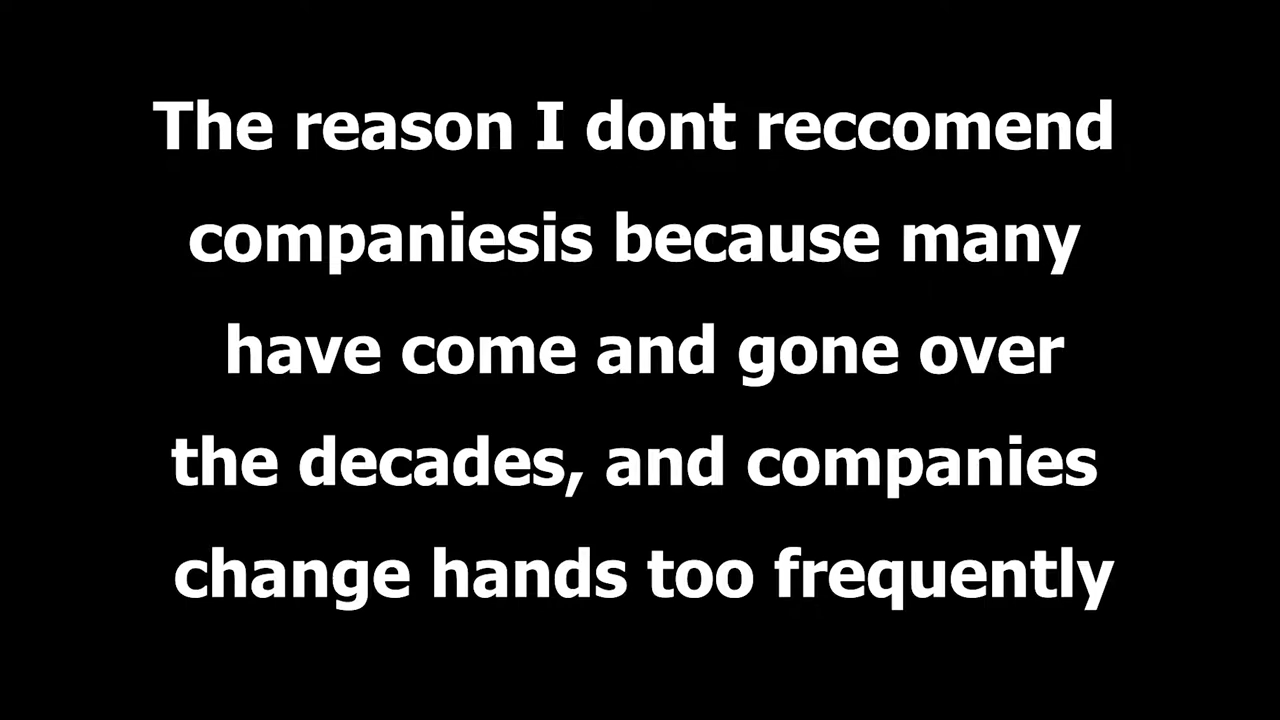 The reason I dont reccomend
companiesis because many
have come and gone over
the decades, and companies
change hands too frequently